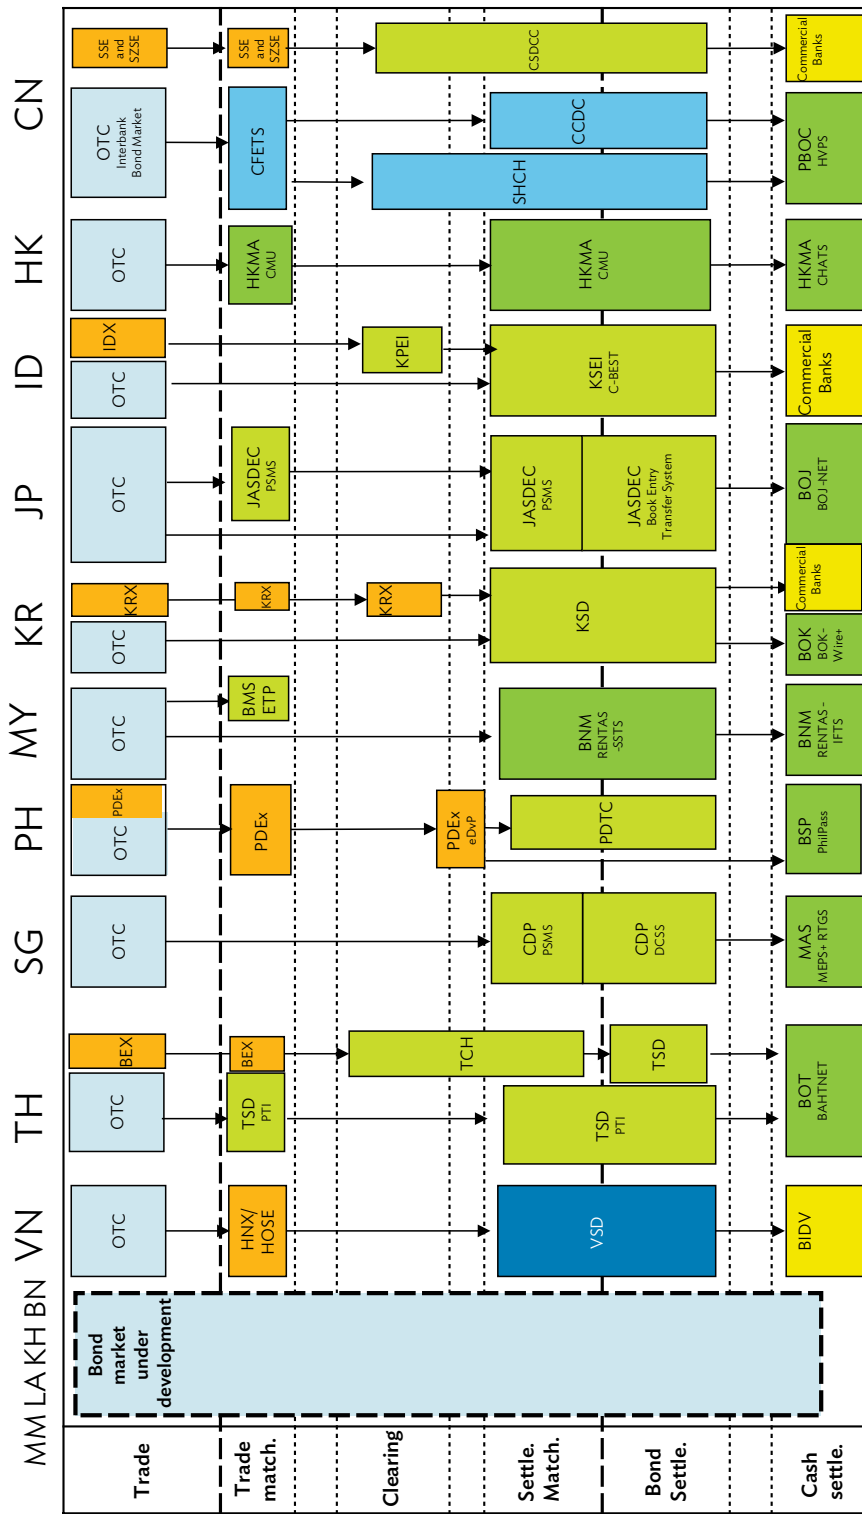 MM LA KH BN VN TH SG PH MY KR JP ID HK CN
Trade
Bond
market
under
development
OTC
OTC
BEX
OTC
OTC
PDEx
OTC
OTC
KRX
OTC
OTC
IDX
OTC
OTC
Interbank
Bond Market
SSE
and
SZSE
Trade
match.
HNX/
HOSE
TSD
PTI
BEX
PDEx
BMS
ETP
KRX
JASDEC
PSMS
HKMA
CMU
CFETS
SSE
and
SZSE
Clearing
TCH
PDEx
eDvP
KRX
KPEI
SHCH
CSDCC
Settle.
Match.
Bond
Settle.
VSD
TSD
PTI
TSD
CDP
PSMS
CDP
DCSS
PDTC
BNM
RENTAS
-SSTS
KSD
JASDEC
PSMS
JASDEC
Book Entry
Transfer System
KSEI
C-BEST
HKMA
CMU
CCDC
Cash
settle.
BIDV
BOT
BAHTNET
MAS
MEPS+ RTGS
BSP
PhilPass
BNM
RENTAS-
IFTS
BOK
BOK-
Wire+
Commercial
Banks
BOJ
BOJ-NET
Commercial
Banks
HKMA
CHATS
PBOC
HVPS
Commercial
Banks